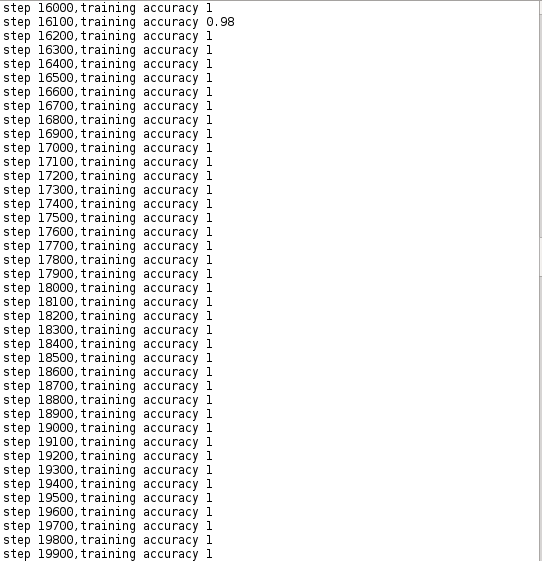 step 16000,training accuracy 1
step 16100,training accuracy 0.98
step 16200,training accuracy 1
step 16300,training accuracy 1
step 16400,training accuracy 1
step 16500,training accuracy 1
step 16600,training accuracy 1
step 16700,training accuracy 1
step 16800,training accuracy 1
step 16900,training accuracy 1
step 17000,training accuracy 1
step 17100,training accuracy 1
step 17200,training accuracy 1
step 17300,training accuracy 1
step 17400,training accuracy 1
step 17500,training accuracy 1
step 17600,training accuracy 1
step 17700,training accuracy 1
step 17800,training accuracy 1
step 17900,training accuracy 1
step 18000,training accuracy 1
step 18100,training accuracy 1
step 18200,training accuracy 1
step 18300,training accuracy 1
step 18400,training accuracy 1
step 18500,training accuracy 1
step 18600,training accuracy 1
step 18700,training accuracy 1
step 18800,training accuracy 1
step 18900,training accuracy 1
step 19000,training accuracy 1
step 19100,training accuracy 1
step 19200,training accuracy 1
step 19300,training accuracy 1
step 19400,training accuracy 1
step 19500,training accuracy 1
step 19600,training accuracy 1
step 19700,training accuracy 1
step 19800,training accuracy 1
step 19900,training accuracy 1